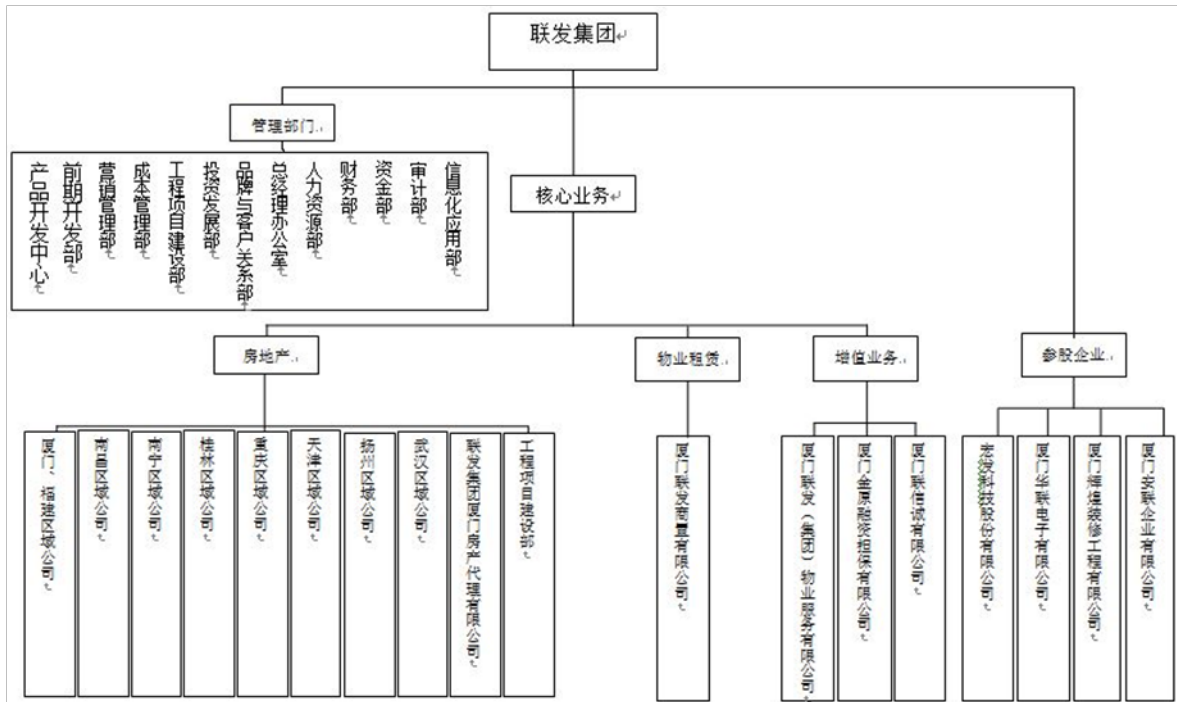 联发集团
管理部门
产品开发中心
前期开发部
营销管理部
成本管理部
工程项目建设部
投资发展部
品牌与客户关系部
总经理办公室
人力资源部
财务部
资金部
审计部
信息化应用部
核心业务
房地产
物业租赁
增值业务
参股企业
厦门、福建区域公司
南昌区域公司
南宁区域公司
桂林区域公司
重庆区域公司
天津区域公司
扬州区域公司
武汉区域公司
联发集团厦门房产代理有限公司
工程项目建设部
厦门联发商置有限公司
厦门联发（集团）物业服务有限公司
厦门金原融资担保有限公司
厦门联信诚有限公司
宏发科技股份有限公司
厦门华联电子有限公司
厦门辉煌装修工程有限公司
厦门安联企业有限公司